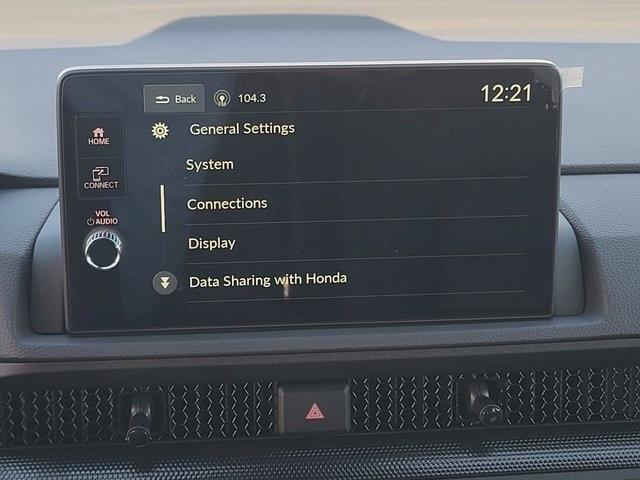 Back 104.3 12:21
General Settings
HOME
System
CONNECT
Connections
VOL
AUDIO
Display
Data Sharing with Honda